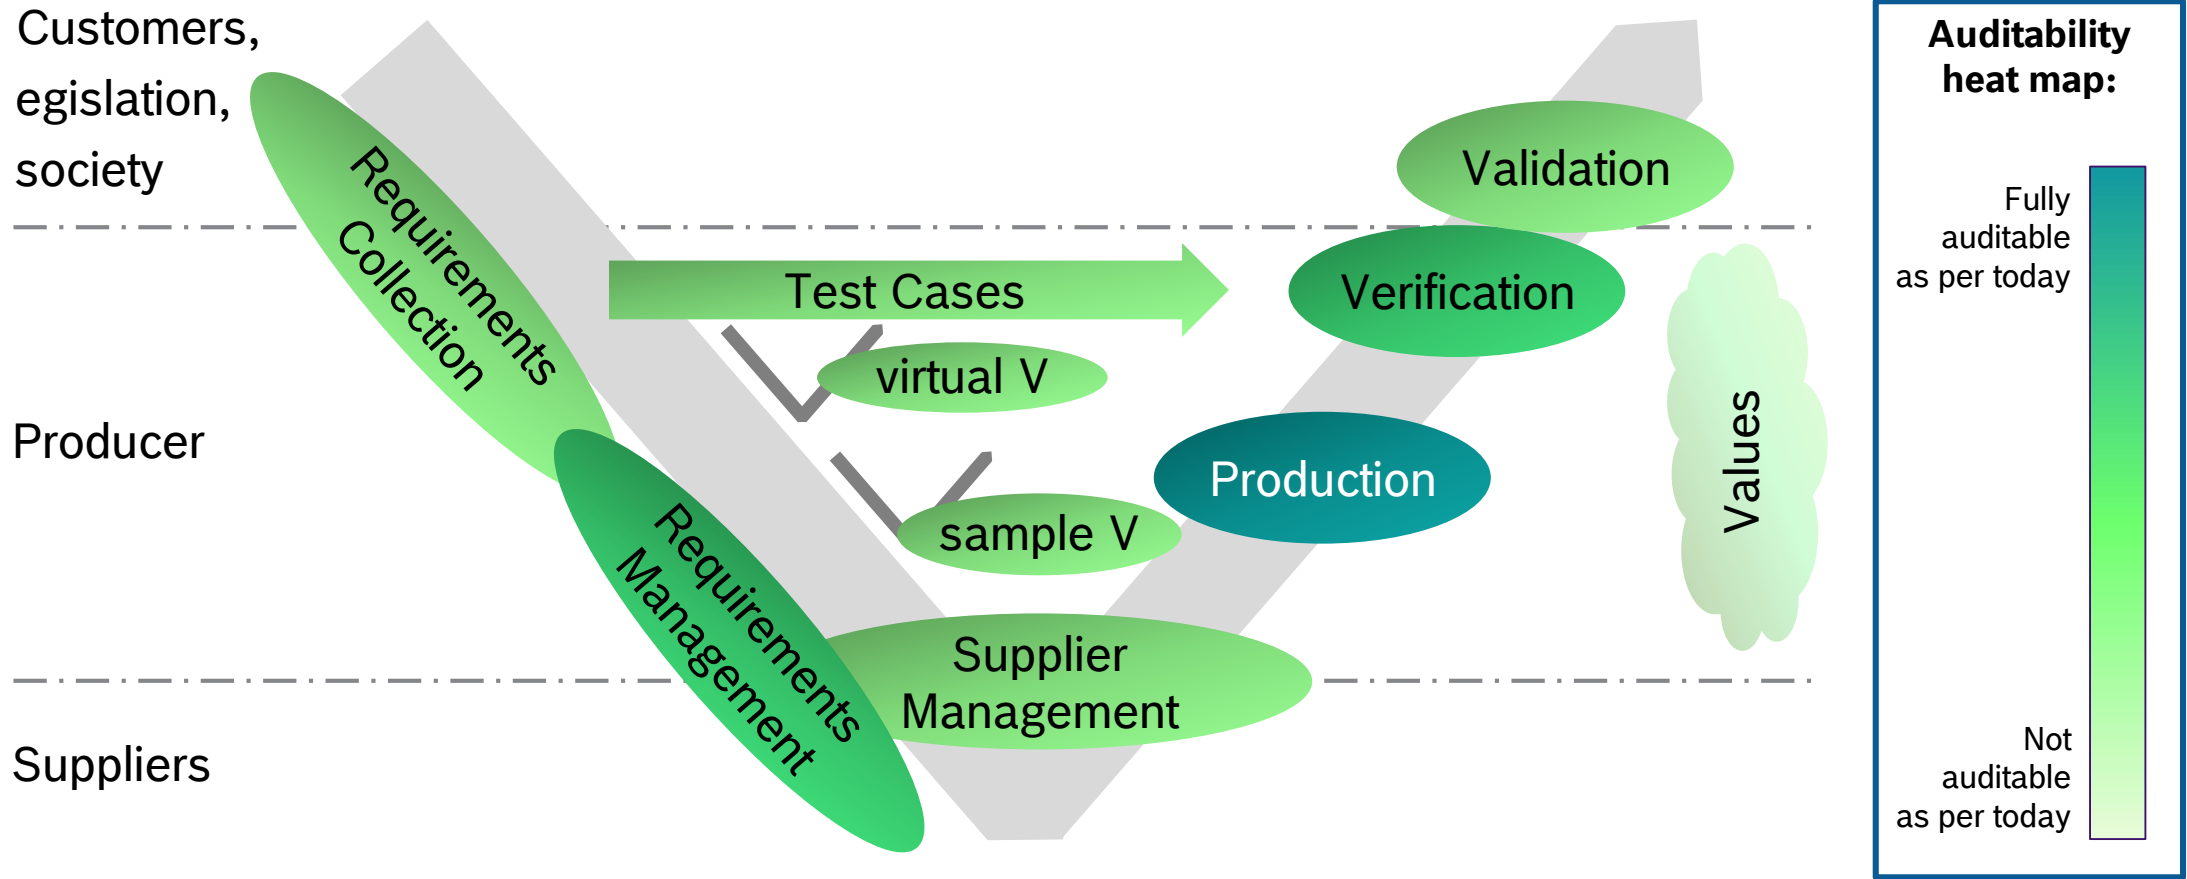 Customers,
egislation,
society
Producer
Suppliers
Requirements
Collection
Requirements
Management
Test Cases
virtual V
sample V
Supplier
Management
Production
Verification
Validation
Values
Auditability
heat map:
Fully
auditable
as per today
Not
auditable
as per today